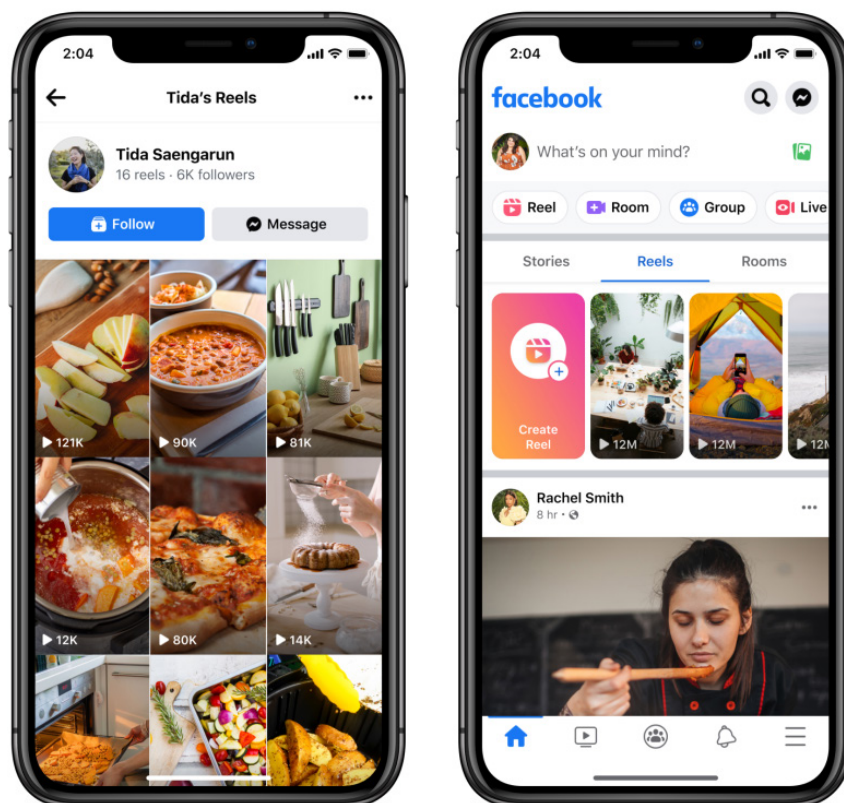 2:04
Tida's Reels
Tida Saengarun
16 reels · 6K followers
Follow
Message
121K
90K
81K
12K
80K
14K
2:04
facebook
What's on your mind?
Reel
Room
Group
Live
Stories
Reels
Rooms
Create
Reel
12M
12M
12M
Rachel Smith
8 hr ·